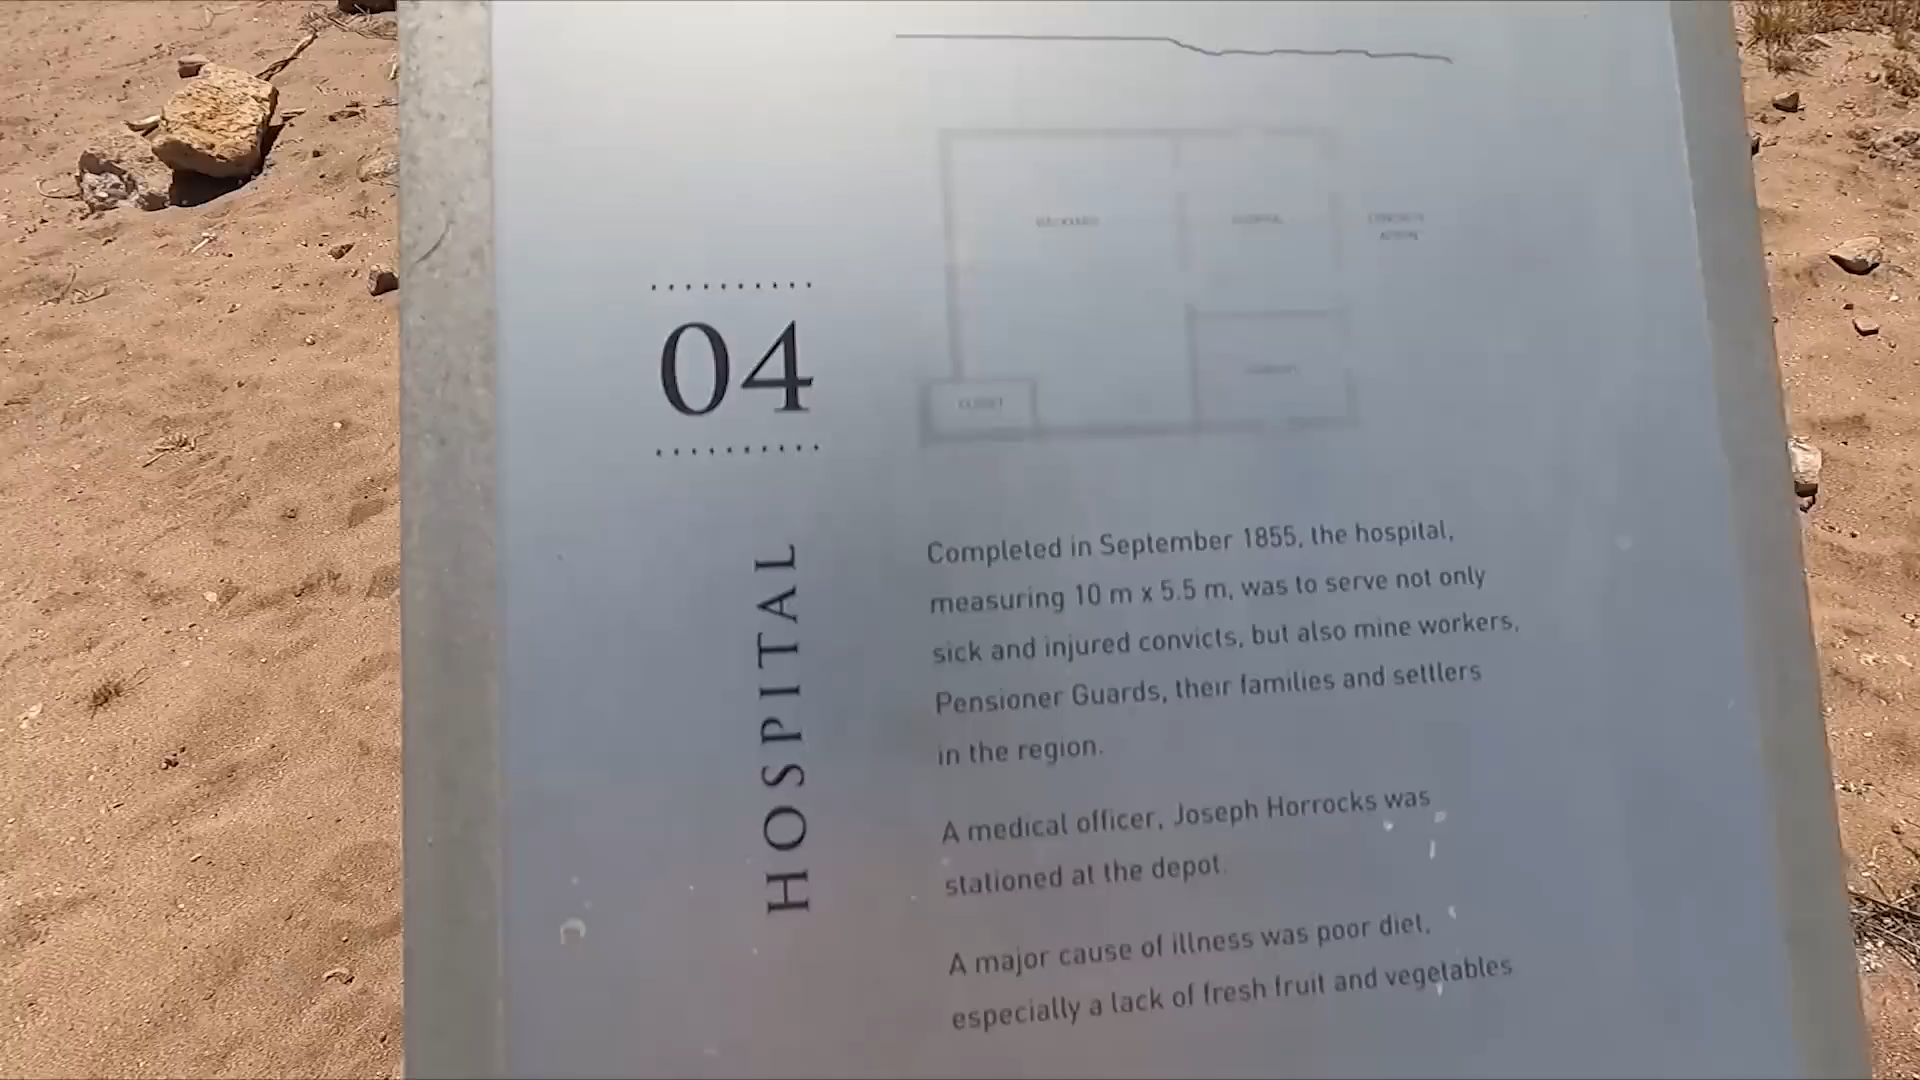 BACKYARD
CLOSET
04
HOSPITAL
Completed in September 1855, the hospital,
measuring 10 m x 5.5 m, was to serve not only
sick and injured convicts, but also mine workers,
Pensioner Guards, their families and settlers
in the region.
A medical officer, Joseph Horrocks was
stationed at the depot.
A major cause of illness was poor diet,
especially a lack of fresh fruit and vegetables